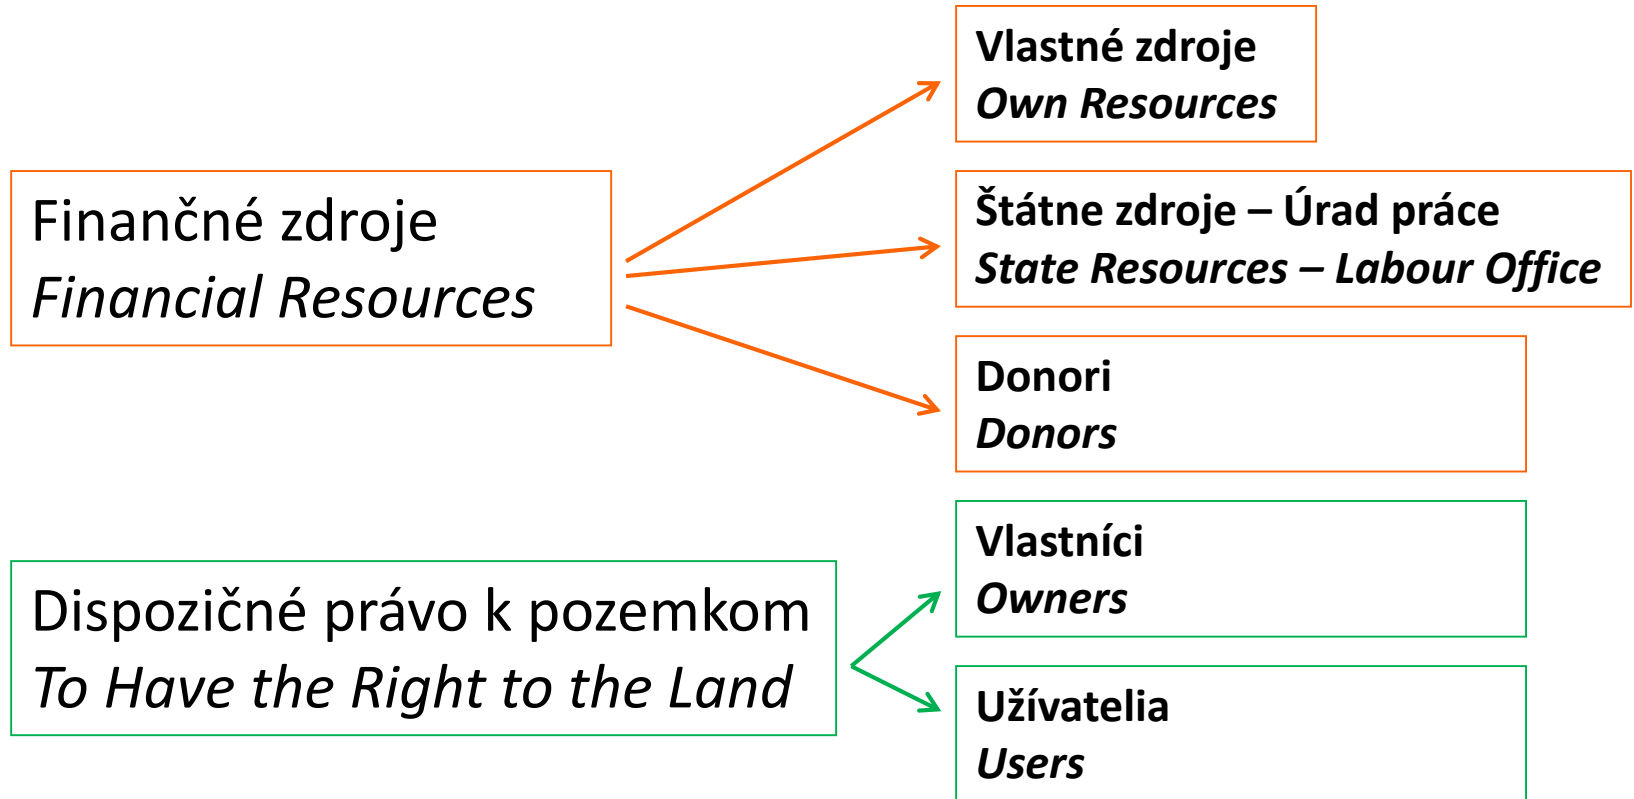 Finančné zdroje
Financial Resources
Vlastné zdroje
Own Resources
Štátne zdroje – Úrad práce
State Resources – Labour Office
Donori
Donors
Dispozičné právo k pozemkom
To Have the Right to the Land
Vlastníci
Owners
Užívatelia
Users